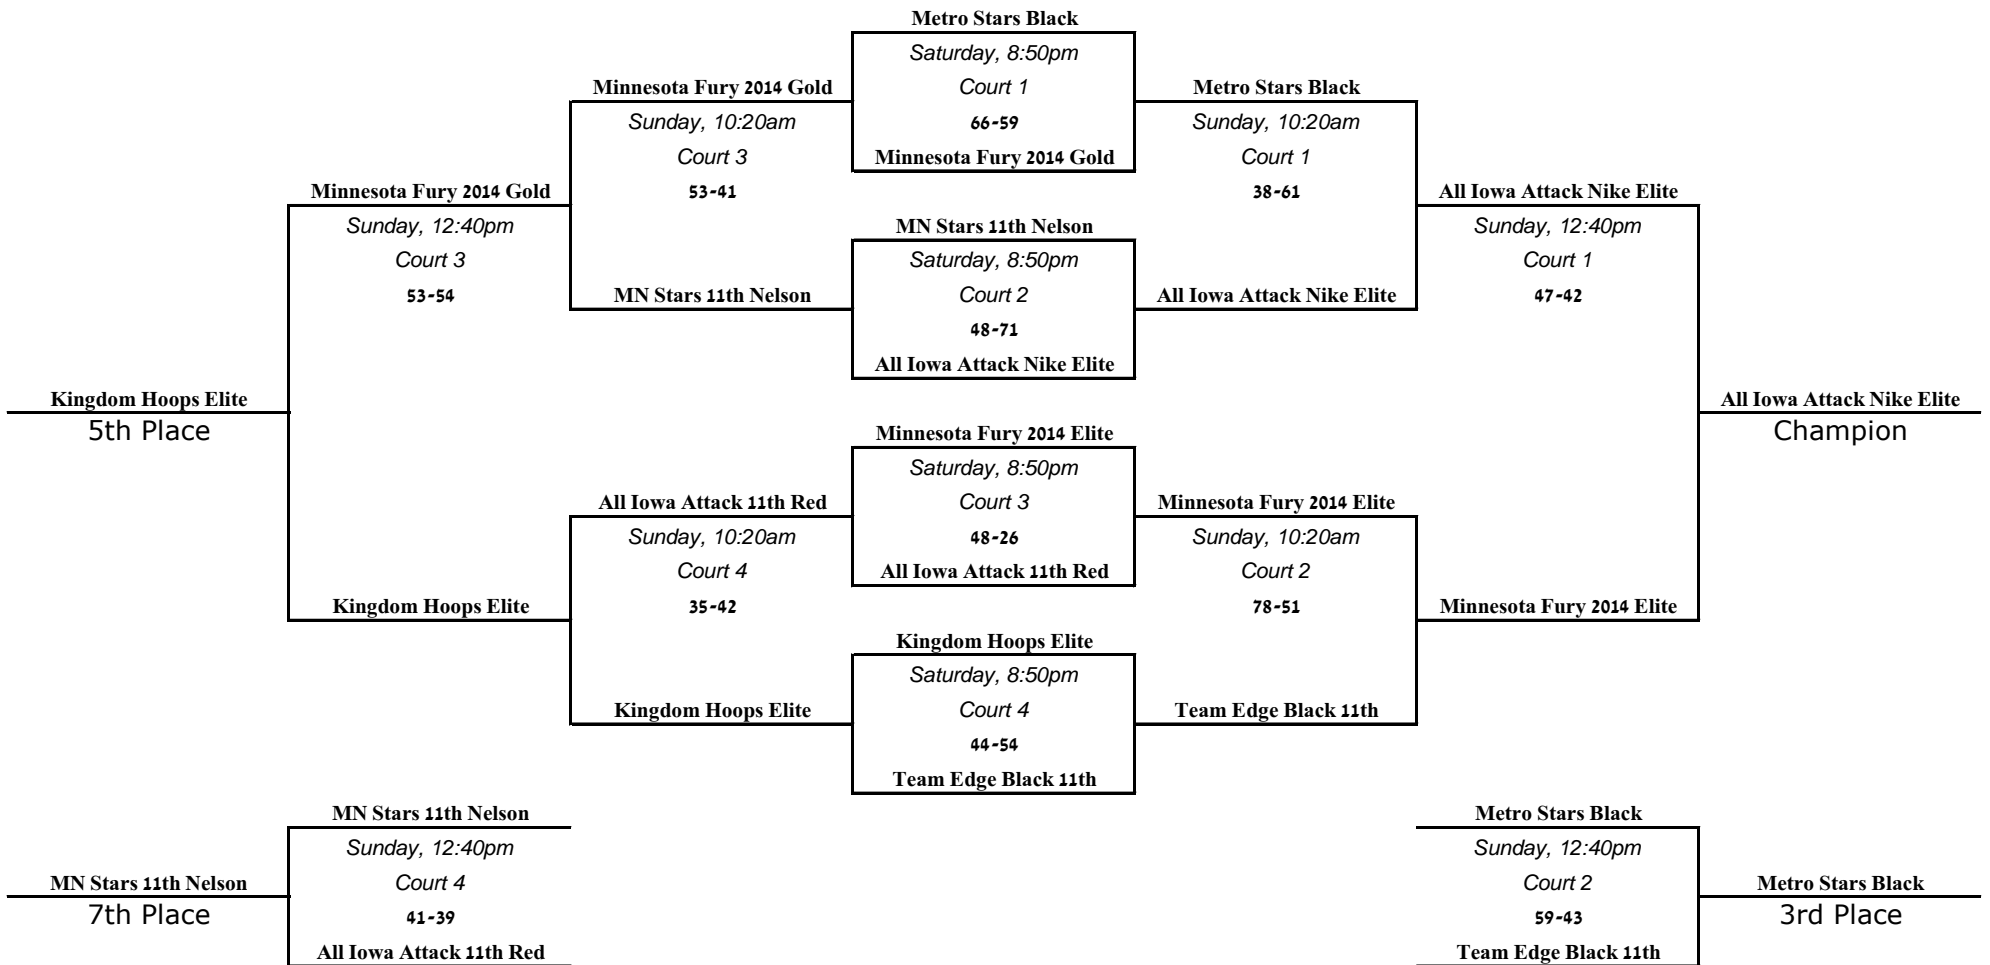 Metro Stars Black
Saturday, 8:50pm
Minnesota Fury 2014 Gold
Court 1
Metro Stars Black
Sunday, 10:20am
66-59
Sunday, 10:20am
Court 3
Minnesota Fury 2014 Gold
Court 1
Minnesota Fury 2014 Gold
53-41
38-61
All Iowa Attack Nike Elite
Sunday, 12:40pm
MN Stars 11th Nelson
Sunday, 12:40pm
Court 3
Saturday, 8:50pm
Court 1
53-54
MN Stars 11th Nelson
Court 2
All Iowa Attack Nike Elite
47-42
48-71
All Iowa Attack Nike Elite
Kingdom Hoops Elite
All Iowa Attack Nike Elite
5th Place
Minnesota Fury 2014 Elite
Champion
Saturday, 8:50pm
All Iowa Attack 11th Red
Court 3
Minnesota Fury 2014 Elite
Sunday, 10:20am
48-26
Sunday, 10:20am
Court 4
All Iowa Attack 11th Red
Court 2
Kingdom Hoops Elite
35-42
78-51
Minnesota Fury 2014 Elite
Kingdom Hoops Elite
Saturday, 8:50pm
Kingdom Hoops Elite
Court 4
Team Edge Black 11th
44-54
Team Edge Black 11th
MN Stars 11th Nelson
Metro Stars Black
Sunday, 12:40pm
Sunday, 12:40pm
MN Stars 11th Nelson
Court 4
Court 2
Metro Stars Black
7th Place
41-39
59-43
3rd Place
All Iowa Attack 11th Red
Team Edge Black 11th